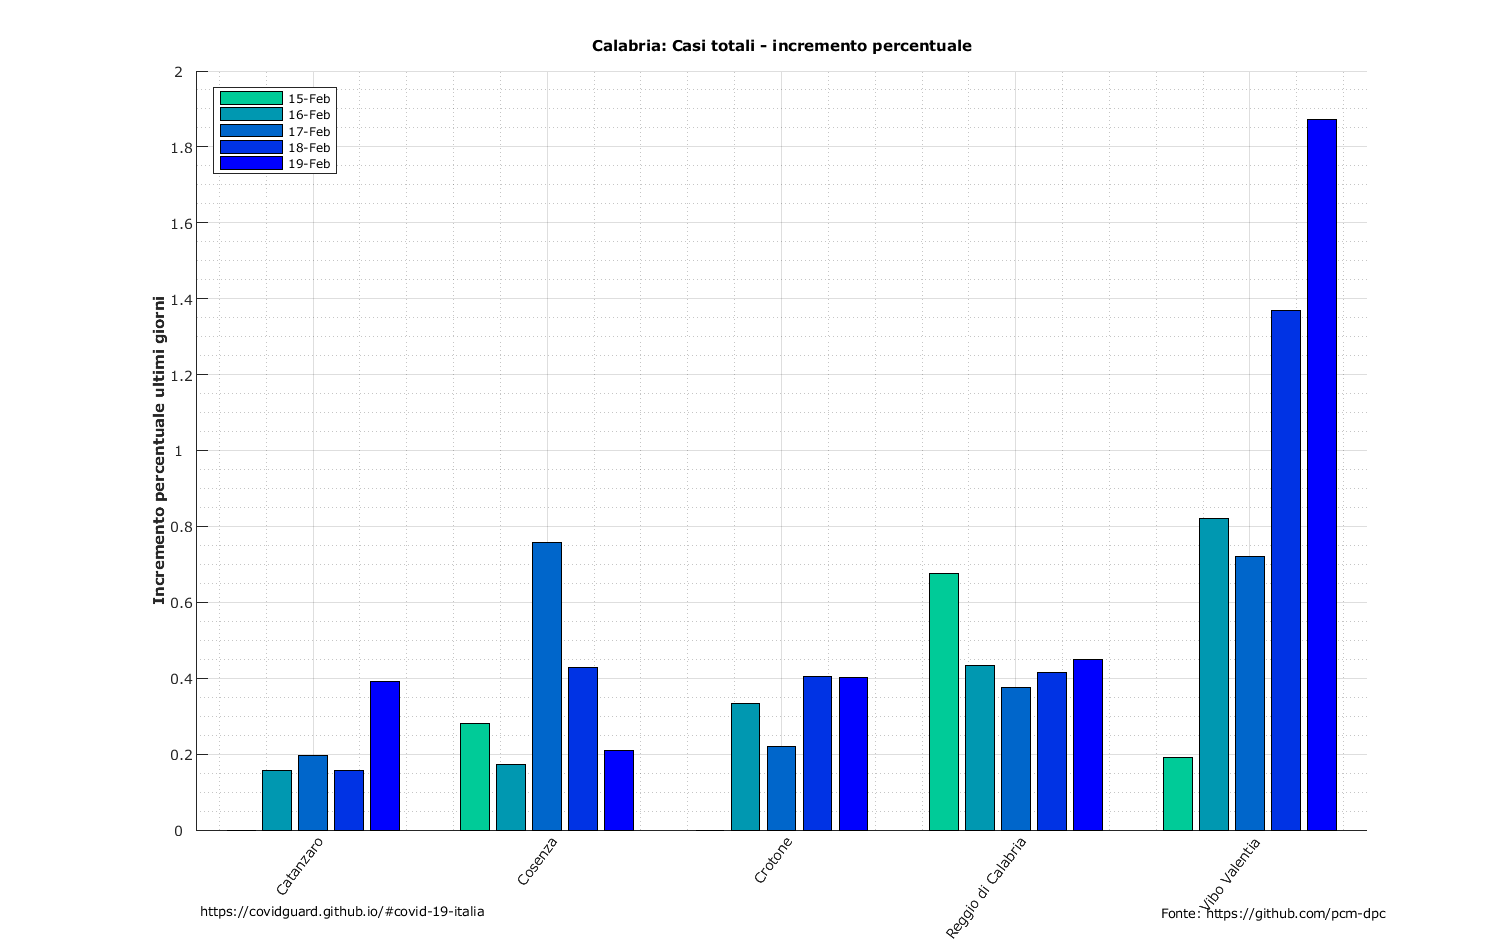 Calabria: Casi totali - incremento percentuale
Incremento percentuale ultimi giorni
2
1.8
1.6
1.4
1.2
1
0.8
0.6
0.4
0.2
0
15-Feb
16-Feb
17-Feb
18-Feb
19-Feb
Catanzaro
Cosenza
Crotone
Reggio di Calabria
Vibo Valentia
https://covidguard.github.io/#covid-19-italia
Fonte: https://github.com/pcm-dpc